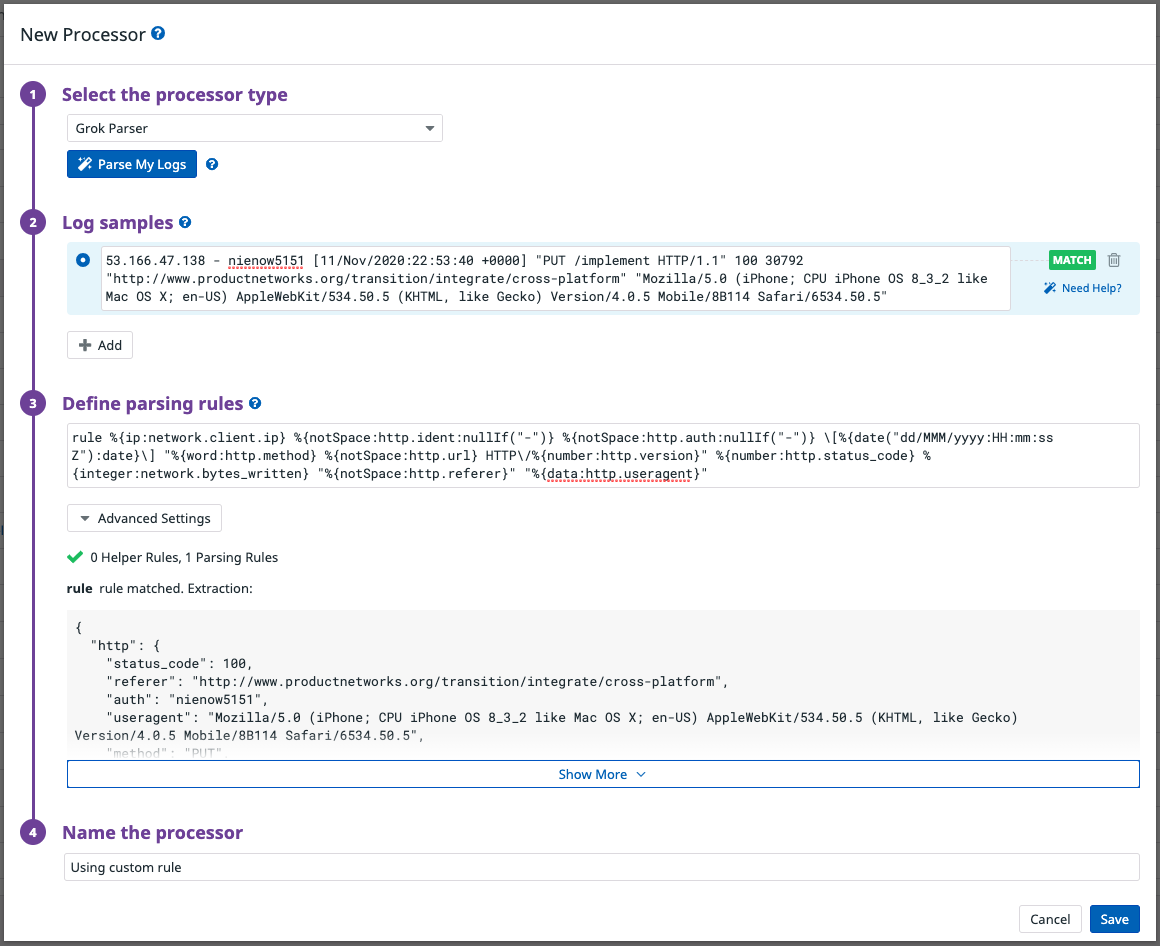 New Processor ?
1 Select the processor type
Grok Parser
Parse My Logs ?
2 Log samples ?
53.166.47.138 - nienow5151 [11/Nov/2020:22:53:40 +0000] "PUT /implement HTTP/1.1" 100 30792
"http://www.productnetworks.org/transition/integrate/cross-platform" "Mozilla/5.0 (iPhone; CPU iPhone OS 8_3_2 like
Mac OS X; en-US) AppleWebKit/534.50.5 (KHTML, like Gecko) Version/4.0.5 Mobile/8B114 Safari/6534.50.5"
MATCH
Need Help?
Add
3 Define parsing rules ?
rule %{ip:network.client.ip} %{notSpace:http.ident:nullIf("-")} %{notSpace:http.auth:nullIf("-")} \[%{date("dd/MMM/yyyy:HH:mm:ss
Z"):date}\] "%{word:http.method} %{notSpace:http.url} HTTP\/%{number:http.version}" %{number:http.status_code} %
{integer:network.bytes_written} "%{notSpace:http.referer}" "%{data:http.useragent}"
Advanced Settings
0 Helper Rules, 1 Parsing Rules
rule rule matched. Extraction:
{
"http": {
"status_code": 100,
"referer": "http://www.productnetworks.org/transition/integrate/cross-platform",
"auth": "nienow5151",
"useragent": "Mozilla/5.0 (iPhone; CPU iPhone OS 8_3_2 like Mac OS X; en-US) AppleWebKit/534.50.5 (KHTML, like Gecko)
Version/4.0.5 Mobile/8B114 Safari/6534.50.5",
"method": "PUT",
Show More
4 Name the processor
Using custom rule
Cancel
Save